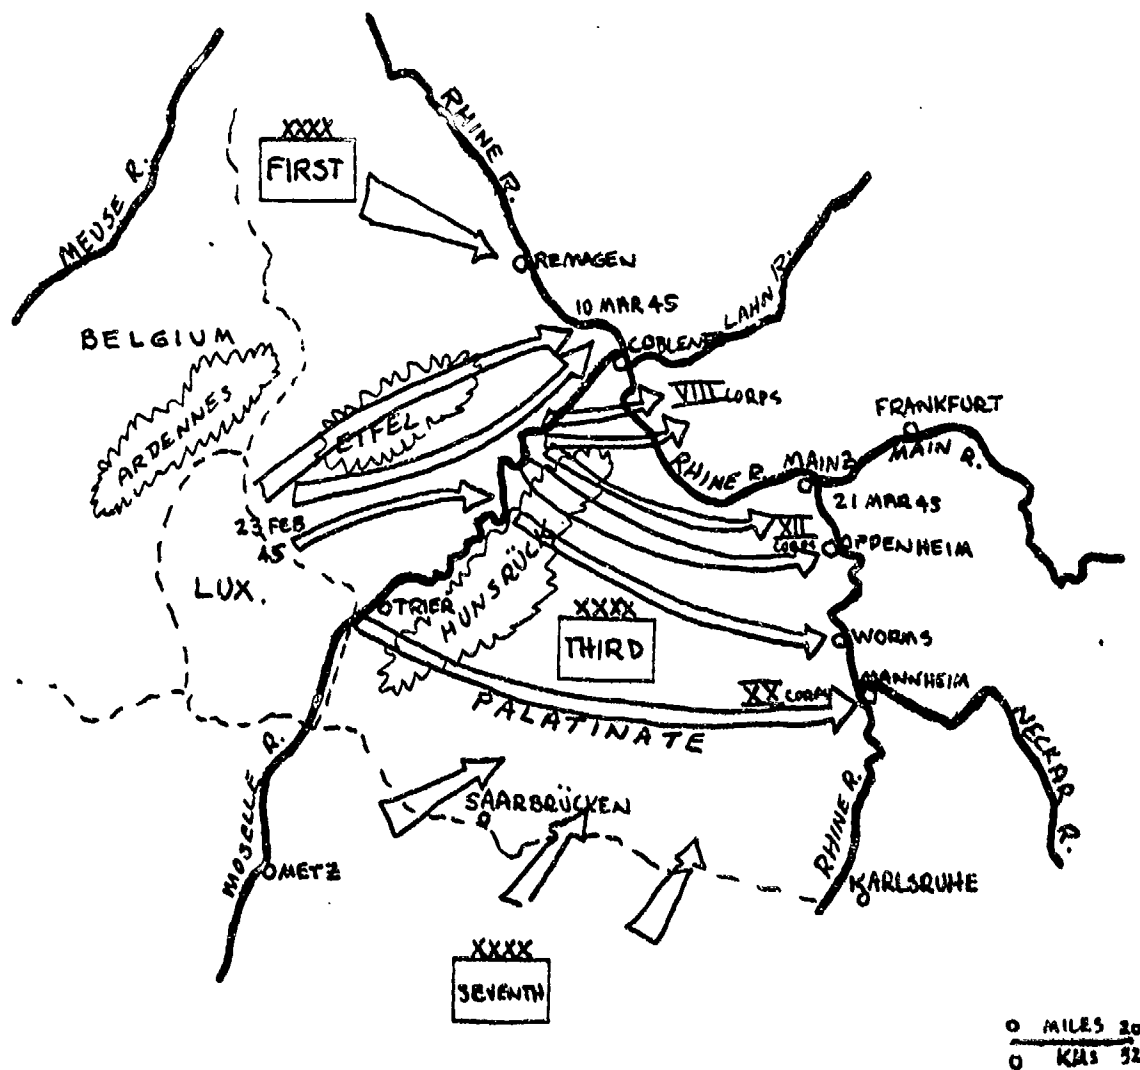 XXXX
FIRST
RHINE R.
MEUSE R.
REMAGEN
10 MAR 45
LAHN R.
BELGIUM
COBLENZ
VIII CORPS
ARDENNES
EIFEL
FRANKFURT
MAIN R.
RHINE R.
MAINZ
21 MAR 45
23 FEB
45
XII
CORPS
OPPENHEIM
LUX.
TRIER
HUNSRÜCK
XXXX
THIRD
WORMS
MANNHEIM
XX CORPS
PALATINATE
NECKAR R.
MOSELLE R.
SAARBRÜCKEN
RHINE R.
METZ
KARLSRUHE
XXXX
SEVENTH
0 MILES 20
0 KMS 32